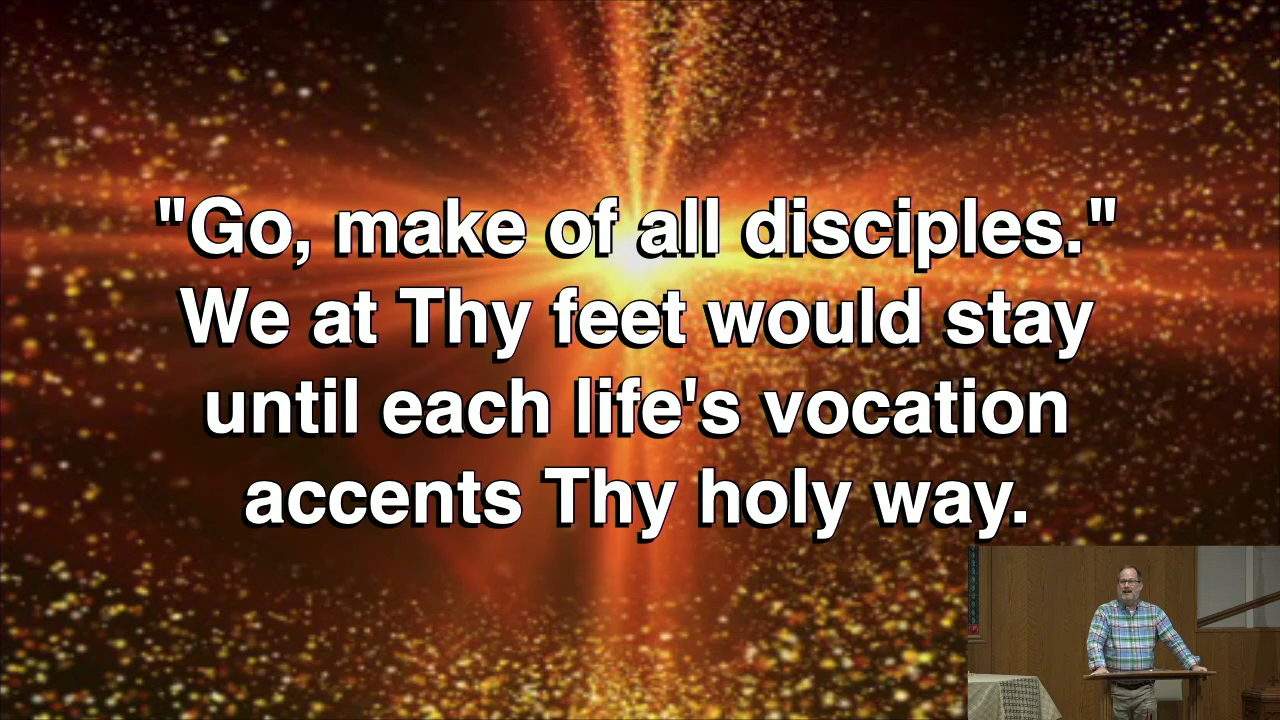 "Go, make of all disciples."
We at Thy feet would stay
until each life's vocation
accents Thy holy way.